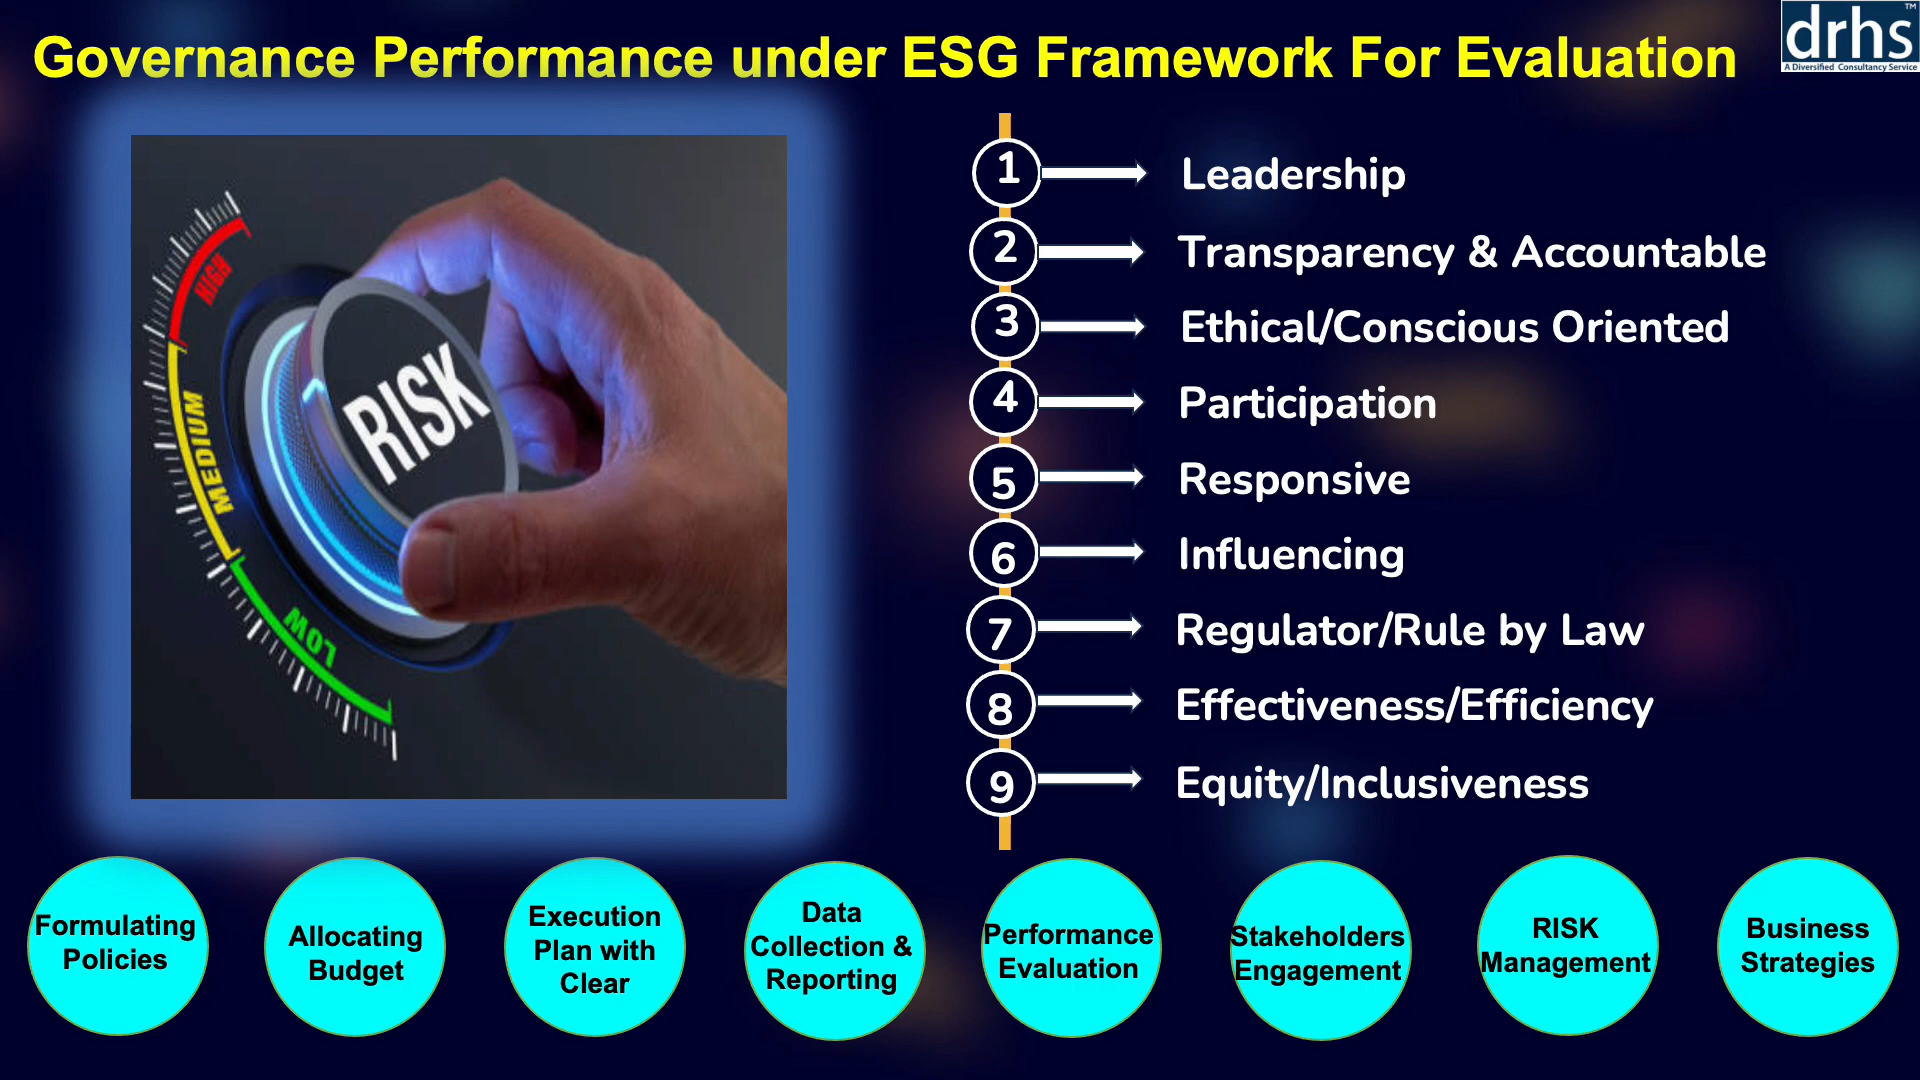 Governance Performance under ESG Framework For Evaluation
drhs™
A Diversified Consultancy Service
HIGH
MEDIUM
LOW
RISK
1 Leadership
2 Transparency & Accountable
3 Ethical/Conscious Oriented
4 Participation
5 Responsive
6 Influencing
7 Regulator/Rule by Law
8 Effectiveness/Efficiency
9 Equity/Inclusiveness
Formulating
Policies
Allocating
Budget
Execution
Plan with
Clear
Data
Collection &
Reporting
Performance
Evaluation
Stakeholders
Engagement
RISK
Management
Business
Strategies